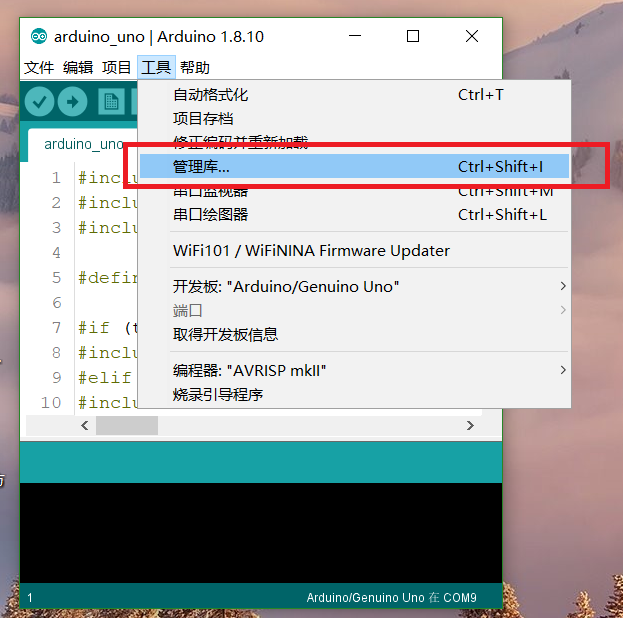 arduino_uno | Arduino 1.8.10
文件 编辑 项目 工具 帮助
自动格式化 Ctrl+T
项目存档
修正编码并重新加载
管理库... Ctrl+Shift+I
串口监视器 Ctrl+Shift+M
串口绘图器 Ctrl+Shift+L
WiFi101 / WiFiNINA Firmware Updater
开发板: "Arduino/Genuino Uno"
端口
取得开发板信息
编程器: "AVRISP mkII"
烧录引导程序
arduino_uno
1 #inclu
2 #inclu
3 #inclu
4
5 #defin
6
7 #if (t
8 #inclu
9 #elif
10 #inclu
1 Arduino/Genuino Uno 在 COM9